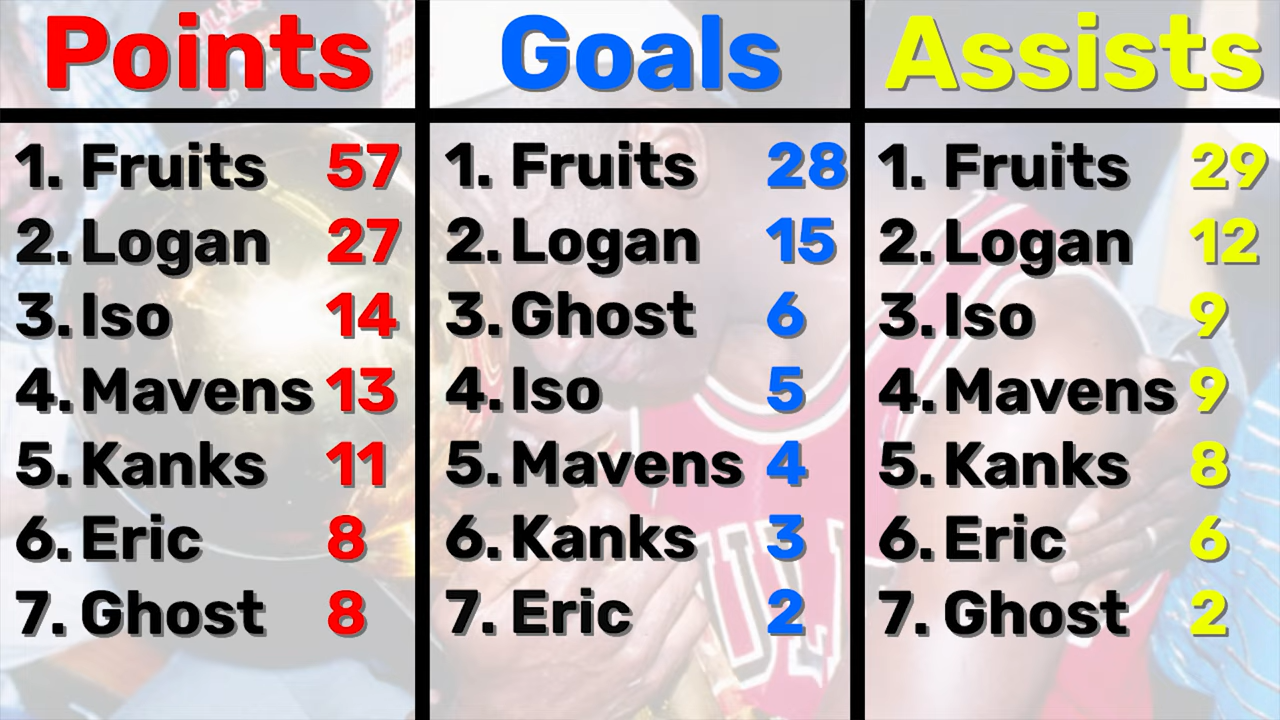 Points
1. Fruits 57
2. Logan 27
3. Iso 14
4. Mavens 13
5. Kanks 11
6. Eric 8
7. Ghost 8
Goals
1. Fruits 28
2. Logan 15
3. Ghost 6
4. Iso 5
5. Mavens 4
6. Kanks 3
7. Eric 2
Assists
1. Fruits 29
2. Logan 12
3. Iso 9
4. Mavens 9
5. Kanks 8
6. Eric 6
7. Ghost 2